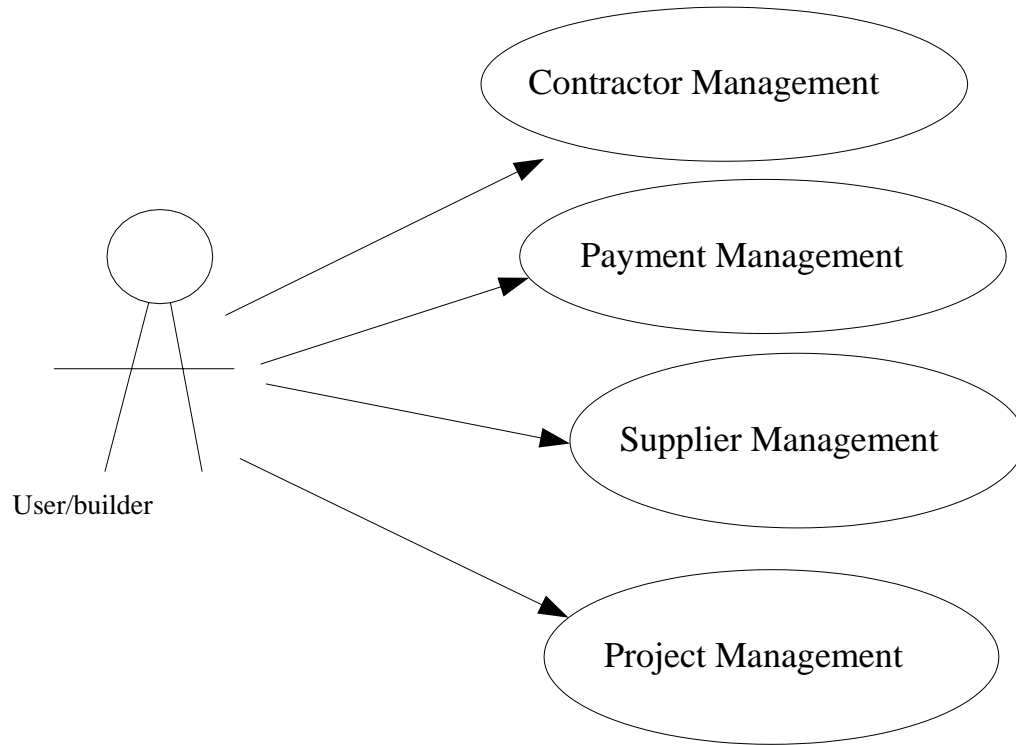 Contractor Management
Payment Management
Supplier Management
User/builder
Project Management